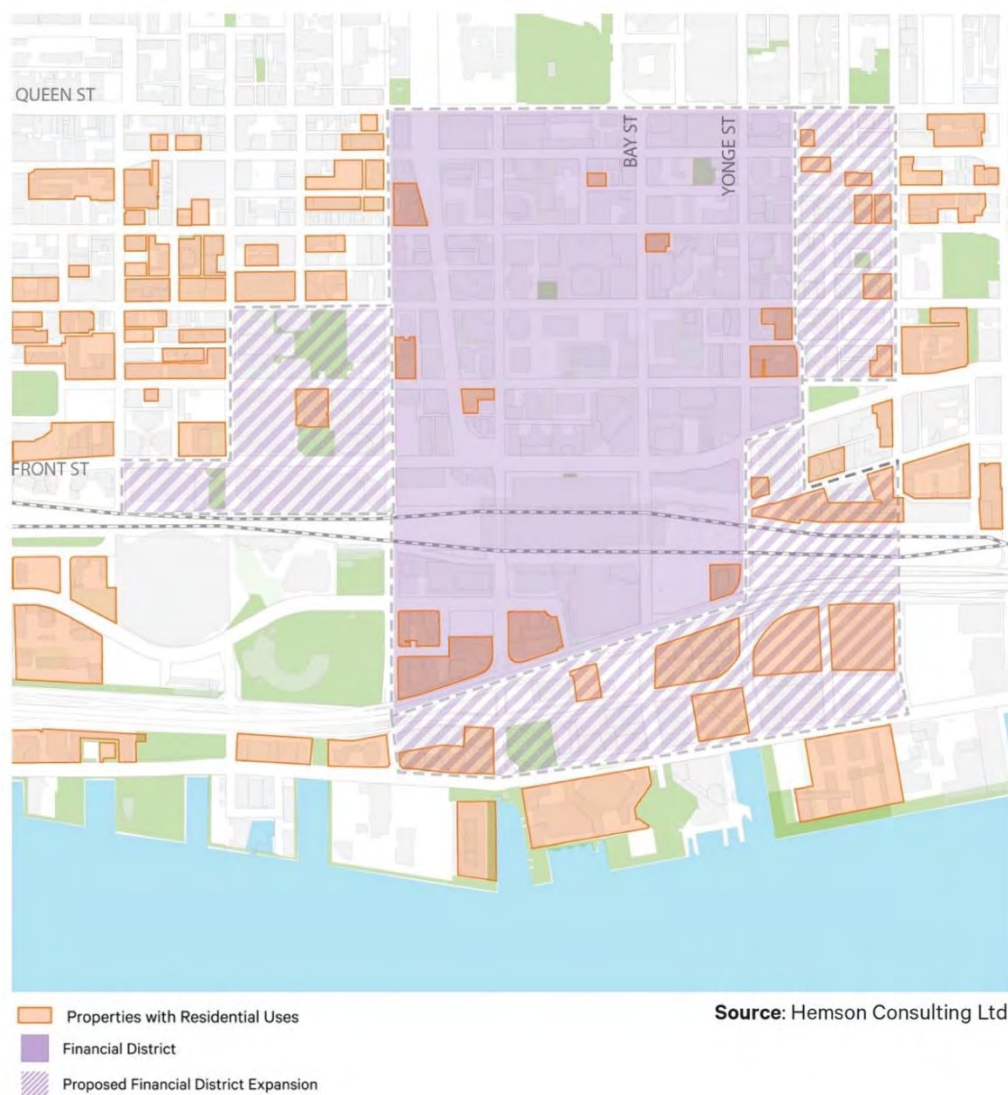 QUEEN ST
BAY ST
YONGE ST
FRONT ST
Properties with Residential Uses
Source: Hemson Consulting Ltd
Financial District
Proposed Financial District Expansion